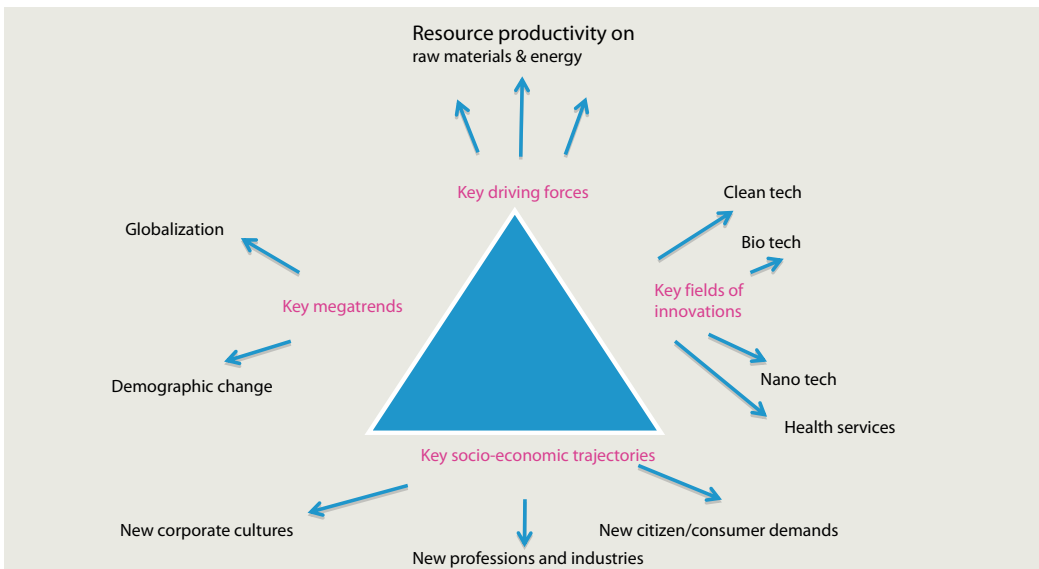 Resource productivity on
raw materials & energy
Key driving forces
Clean tech
Globalization
Bio tech
Key megatrends
Key fields of
innovations
Demographic change
Nano tech
Health services
Key socio-economic trajectories
New corporate cultures
New citizen/consumer demands
New professions and industries